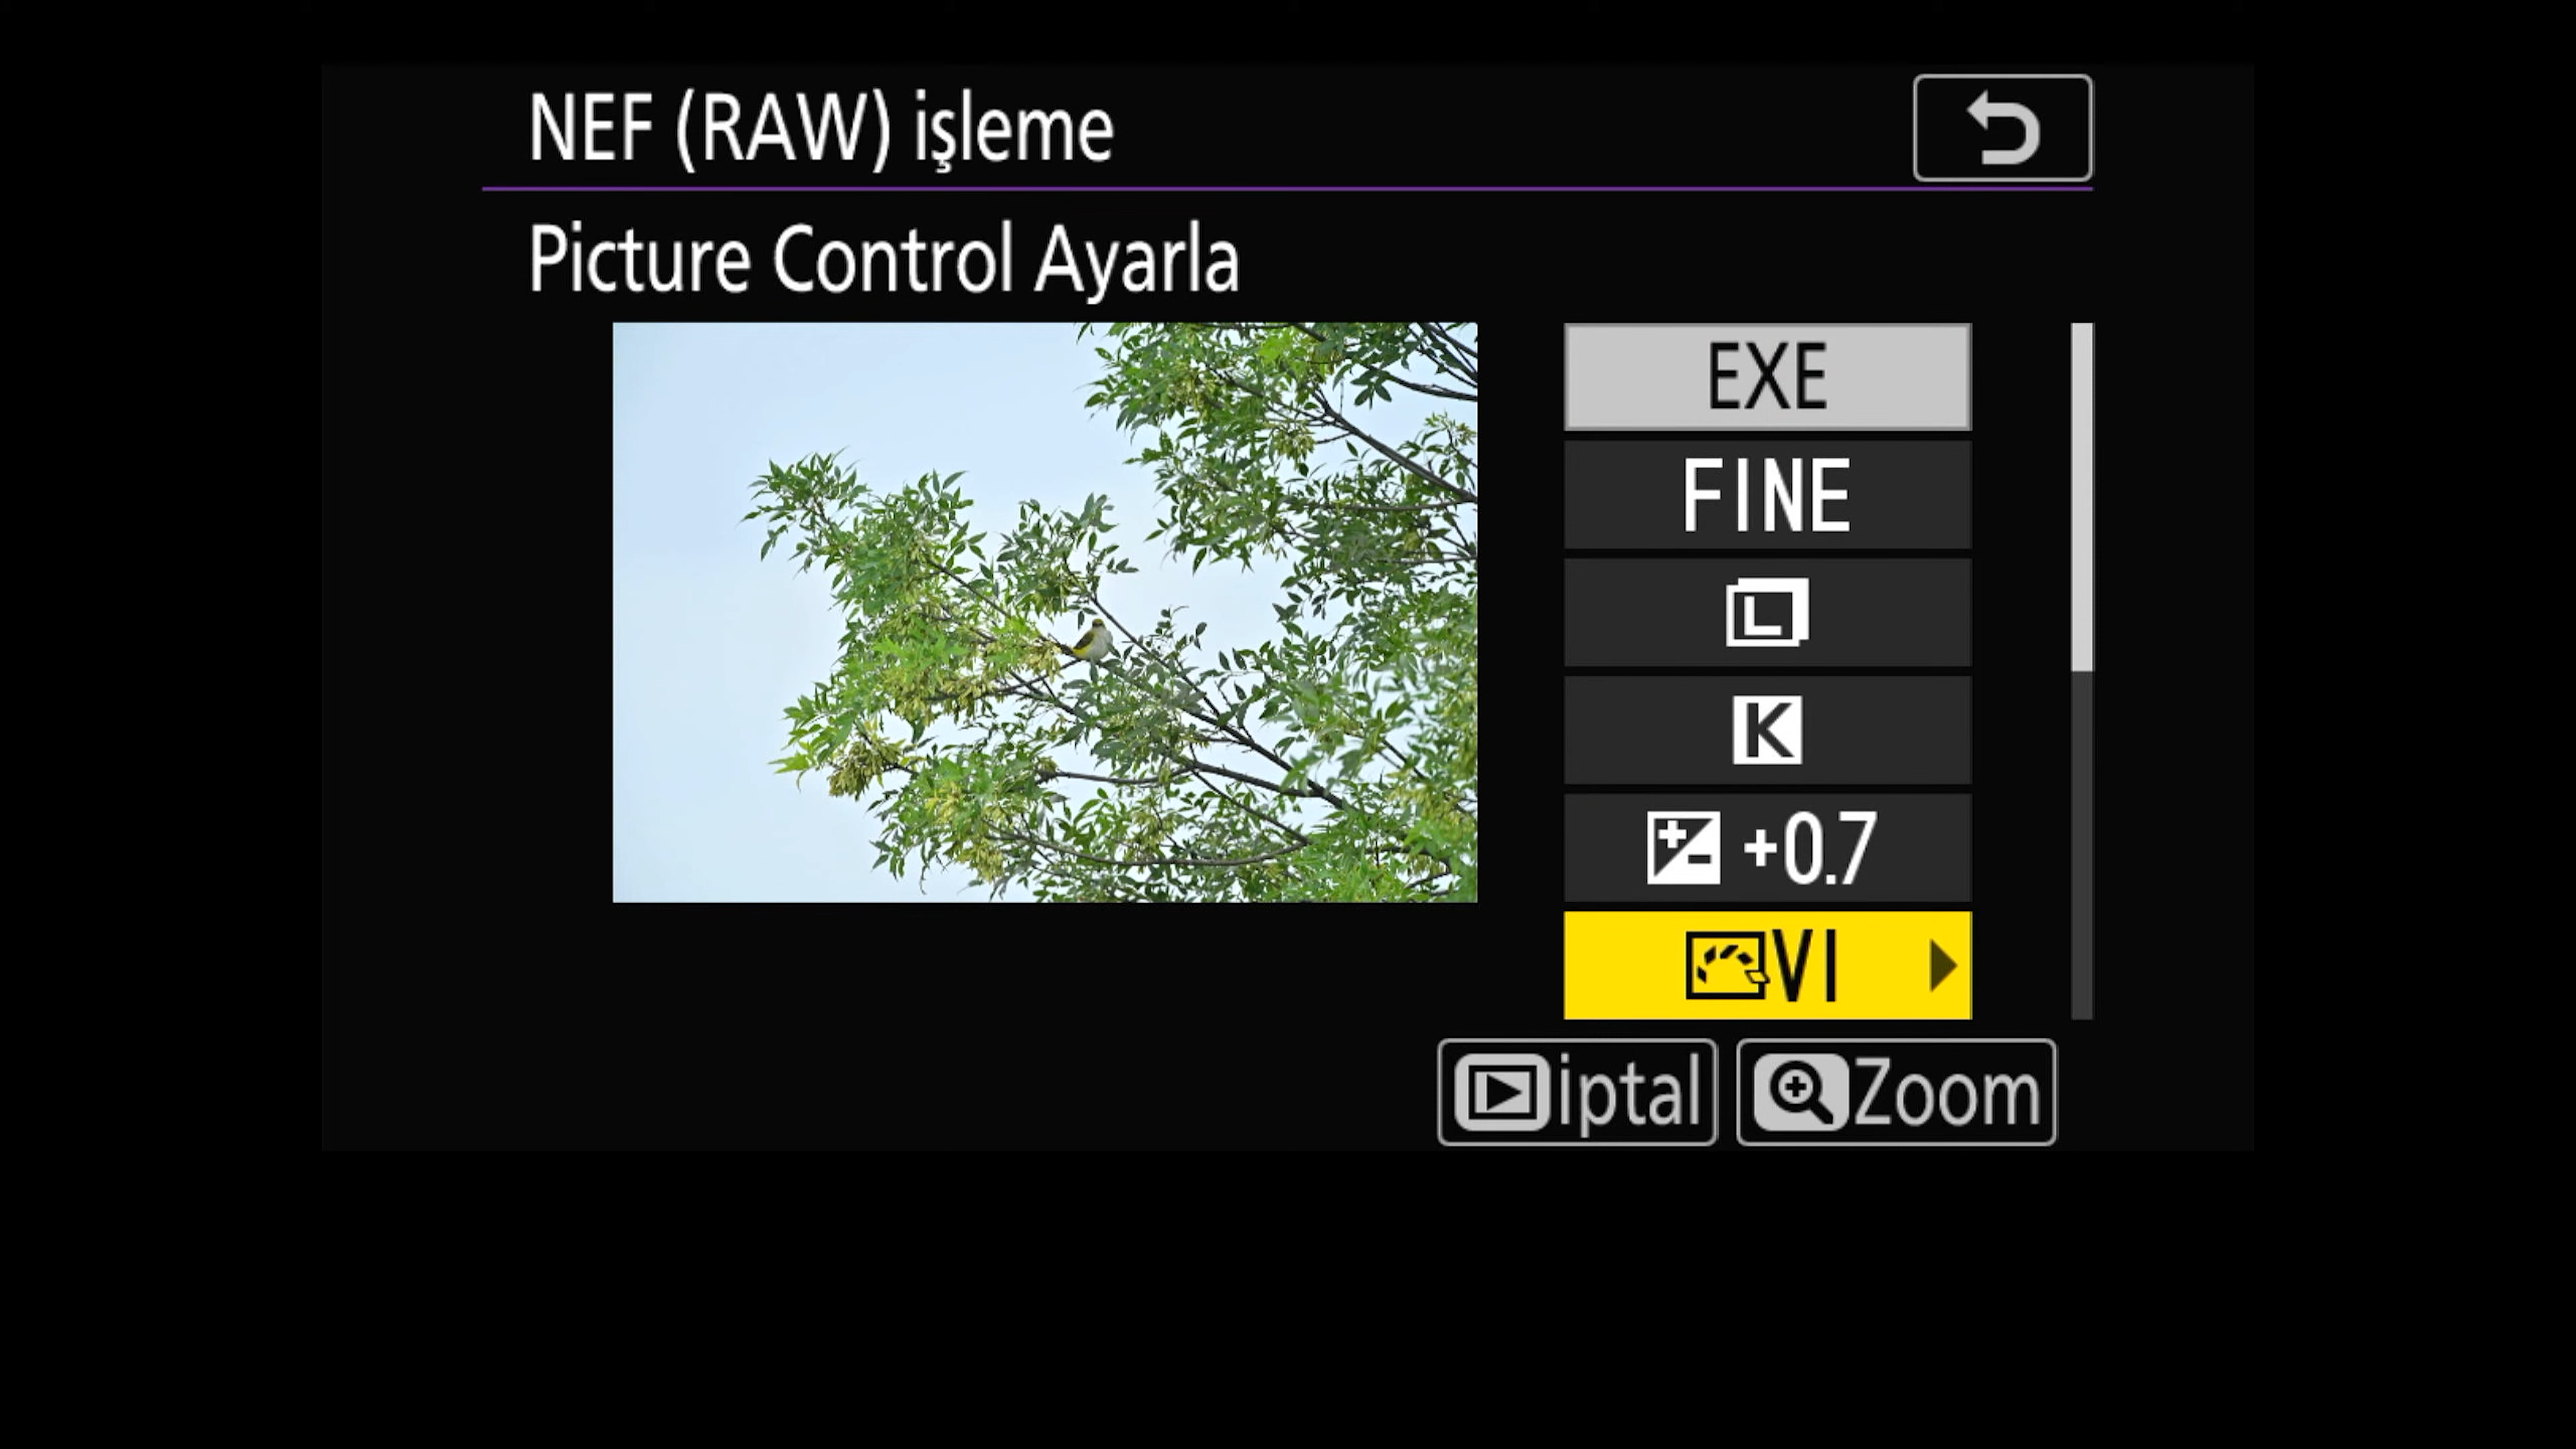 NEF (RAW) işleme
Picture Control Ayarla
EXE
FINE
L
K
+0.7
VI
iptal
Zoom